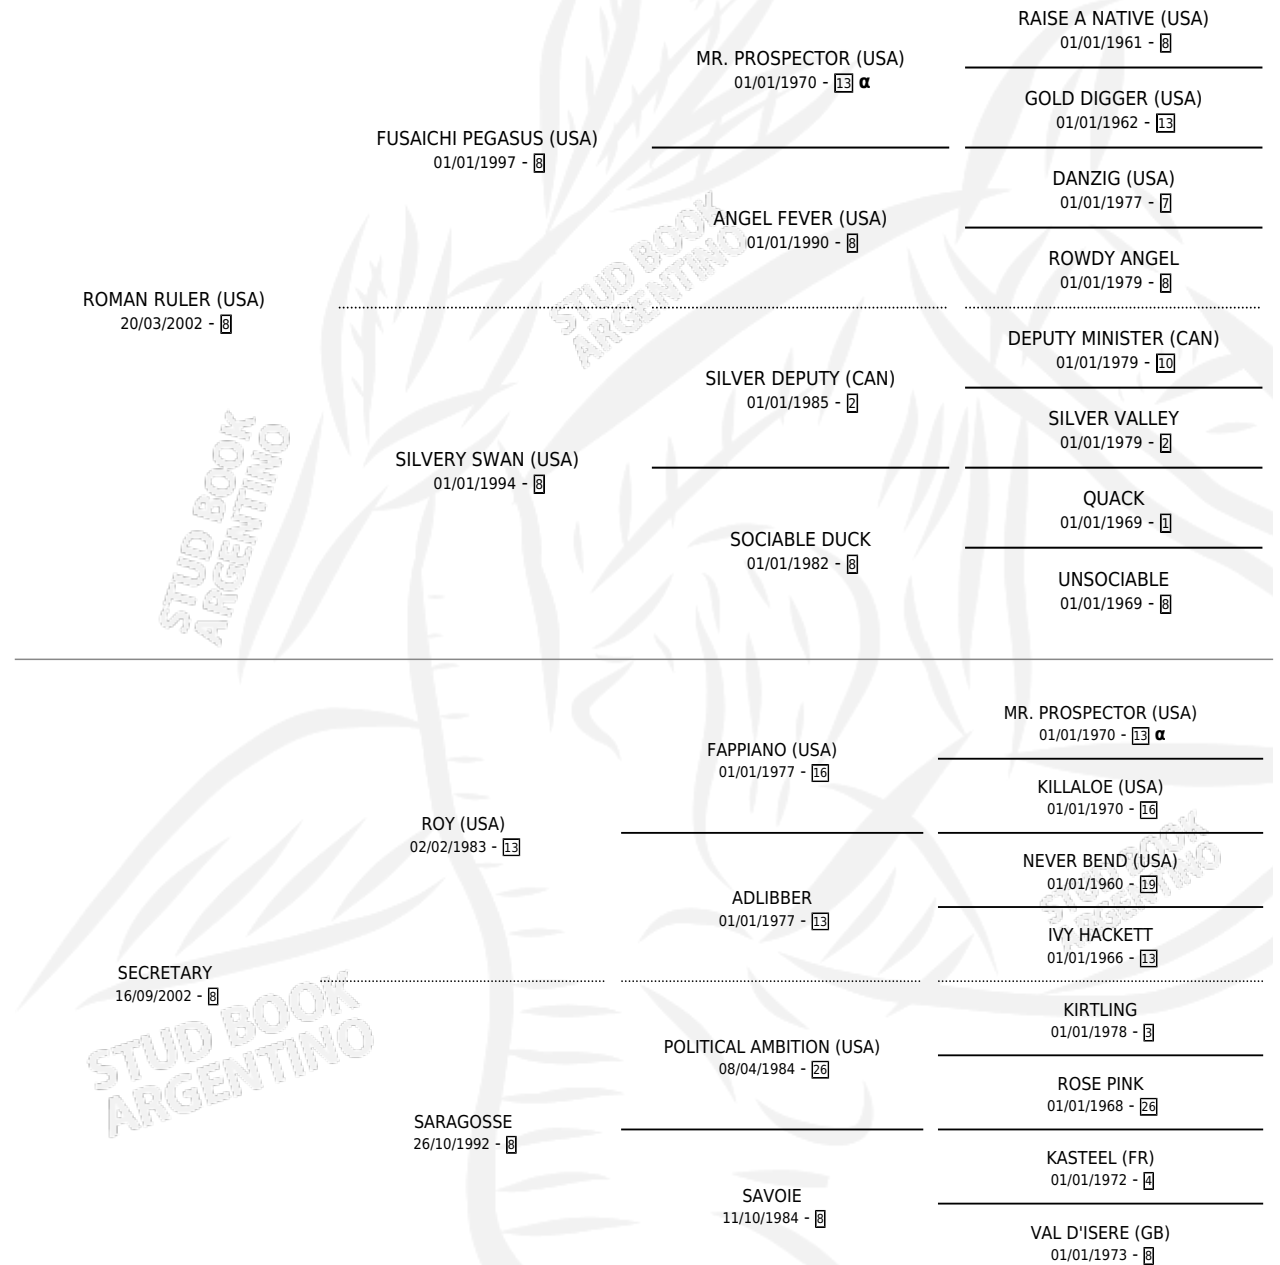 RAISE A NATIVE (USA)
01/01/1961 - 8
MR. PROSPECTOR (USA)
01/01/1970 - 13 α
GOLD DIGGER (USA)
01/01/1962 - 13
FUSAICHI PEGASUS (USA)
01/01/1997 - 8
DANZIG (USA)
01/01/1977 - 7
ANGEL FEVER (USA)
01/01/1990 - 8
ROWDY ANGEL
01/01/1979 - 8
ROMAN RULER (USA)
20/03/2002 - 8
DEPUTY MINISTER (CAN)
01/01/1979 - 10
SILVER DEPUTY (CAN)
01/01/1985 - 2
SILVER VALLEY
01/01/1979 - 2
SILVERY SWAN (USA)
01/01/1994 - 8
QUACK
01/01/1969 - 1
SOCIABLE DUCK
01/01/1982 - 8
UNSOCIABLE
01/01/1969 - 8
MR. PROSPECTOR (USA)
01/01/1970 - 13 α
FAPPIANO (USA)
01/01/1977 - 16
KILLALOE (USA)
01/01/1970 - 16
ROY (USA)
02/02/1983 - 13
NEVER BEND (USA)
01/01/1960 - 19
ADLIBBER
01/01/1977 - 13
IVY HACKETT
01/01/1966 - 13
SECRETARY
16/09/2002 - 8
KIRTLING
01/01/1978 - 3
POLITICAL AMBITION (USA)
08/04/1984 - 26
ROSE PINK
01/01/1968 - 26
SARAGOSSE
26/10/1992 - 8
KASTEEL (FR)
01/01/1972 - 4
SAVOIE
11/10/1984 - 8
VAL D'ISERE (GB)
01/01/1973 - 8
STUD BOOK
ARGENTINO
STUD BOOK
ARGENTINO
STUD BOOK
ARGENTINO
STUD BOOK
ARGENTINO